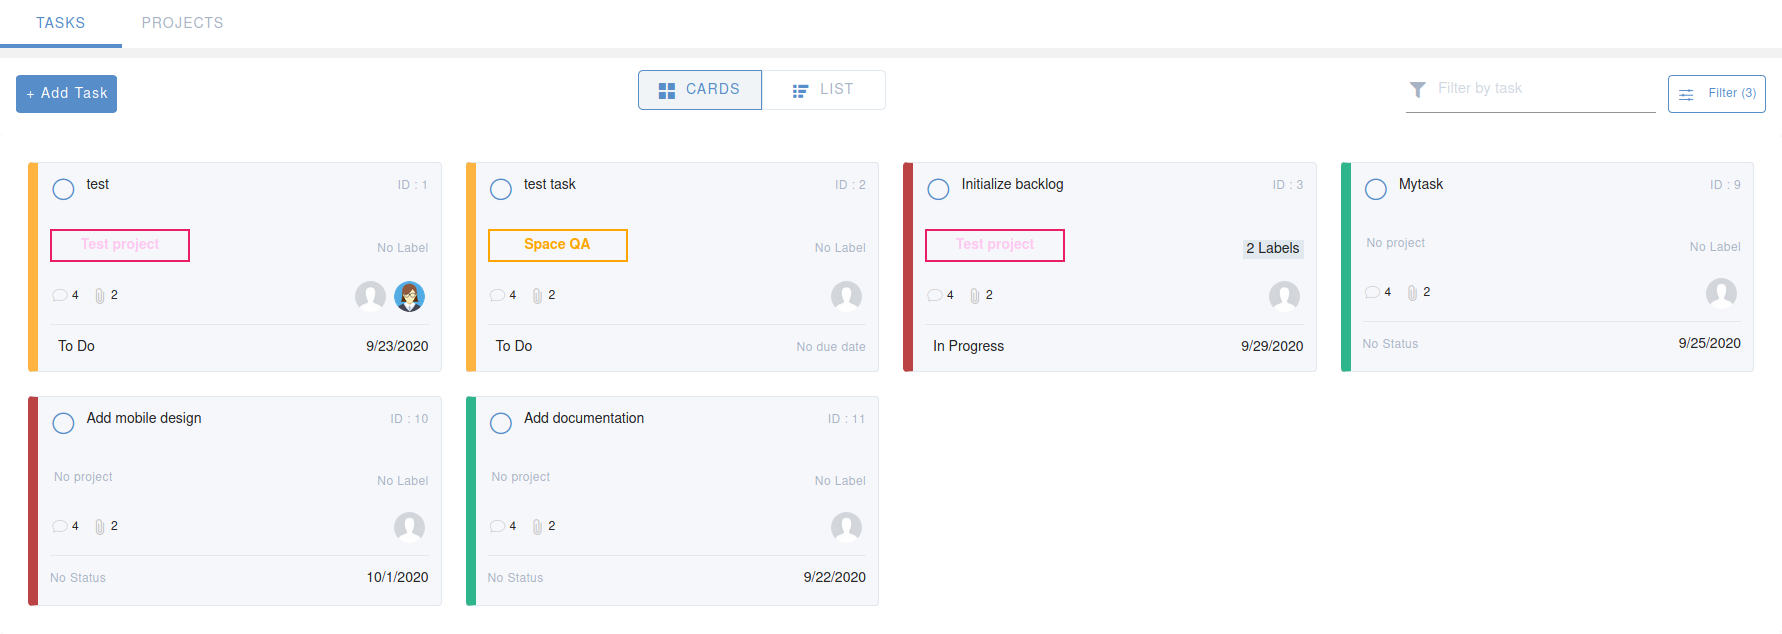 TASKS PROJECTS
+ Add Task CARDS LIST Filter by task Filter (3)
test ID : 1
Test project No Label
4 2
To Do 9/23/2020
test task ID : 2
Space QA No Label
4 2
To Do No due date
Initialize backlog ID : 3
Test project 2 Labels
4 2
In Progress 9/29/2020
Mytask ID : 9
No project No Label
4 2
No Status 9/25/2020
Add mobile design ID : 10
No project No Label
4 2
No Status 10/1/2020
Add documentation ID : 11
No project No Label
4 2
No Status 9/22/2020